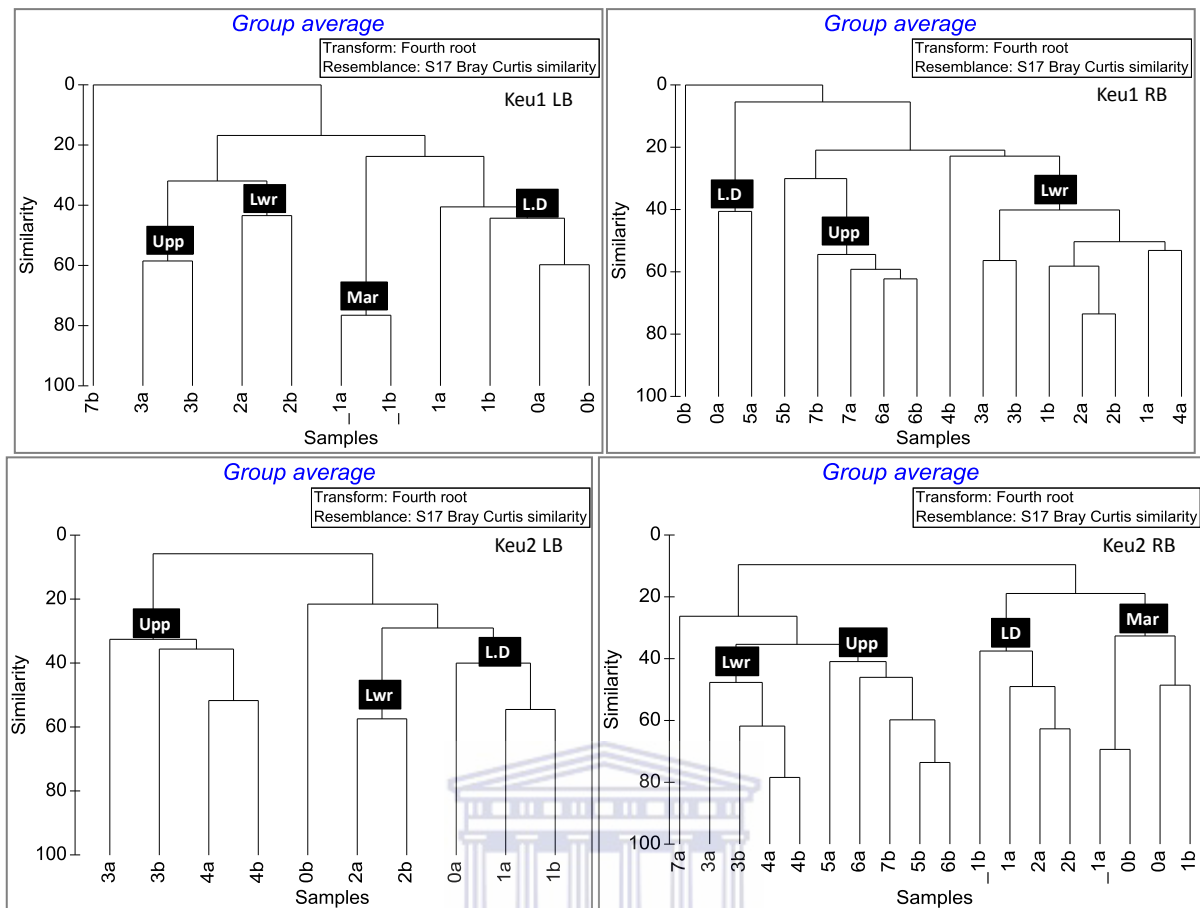 Group average
Transform: Fourth root
Resemblance: S17 Bray Curtis similarity
Keu1 LB
0
20
40
60
80
100
Similarity
Upp
Lwr
Mar
L.D
7b 3a 3b 2a 2b 1a_ 1b_ 1a 1b 0a 0b
Samples
Group average
Transform: Fourth root
Resemblance: S17 Bray Curtis similarity
Keu1 RB
0
20
40
60
80
100
Similarity
L.D
Upp
Lwr
0b 0a 5a 5b 7b 7a 6a 6b 4b 3a 3b 1b 2a 2b 1a 4a
Samples
Group average
Transform: Fourth root
Resemblance: S17 Bray Curtis similarity
Keu2 LB
0
20
40
60
80
100
Similarity
Upp
Lwr
L.D
3a 3b 4a 4b 0b 2a 2b 0a 1a 1b
Samples
Group average
Transform: Fourth root
Resemblance: S17 Bray Curtis similarity
Keu2 RB
0
20
40
60
80
100
Similarity
Lwr
Upp
LD
Mar
7a 3a 3b 4a 4b 5a 6a 7b 5b 6b _1b 1a 2a 2b _1a 0b 0a 1b
Samples